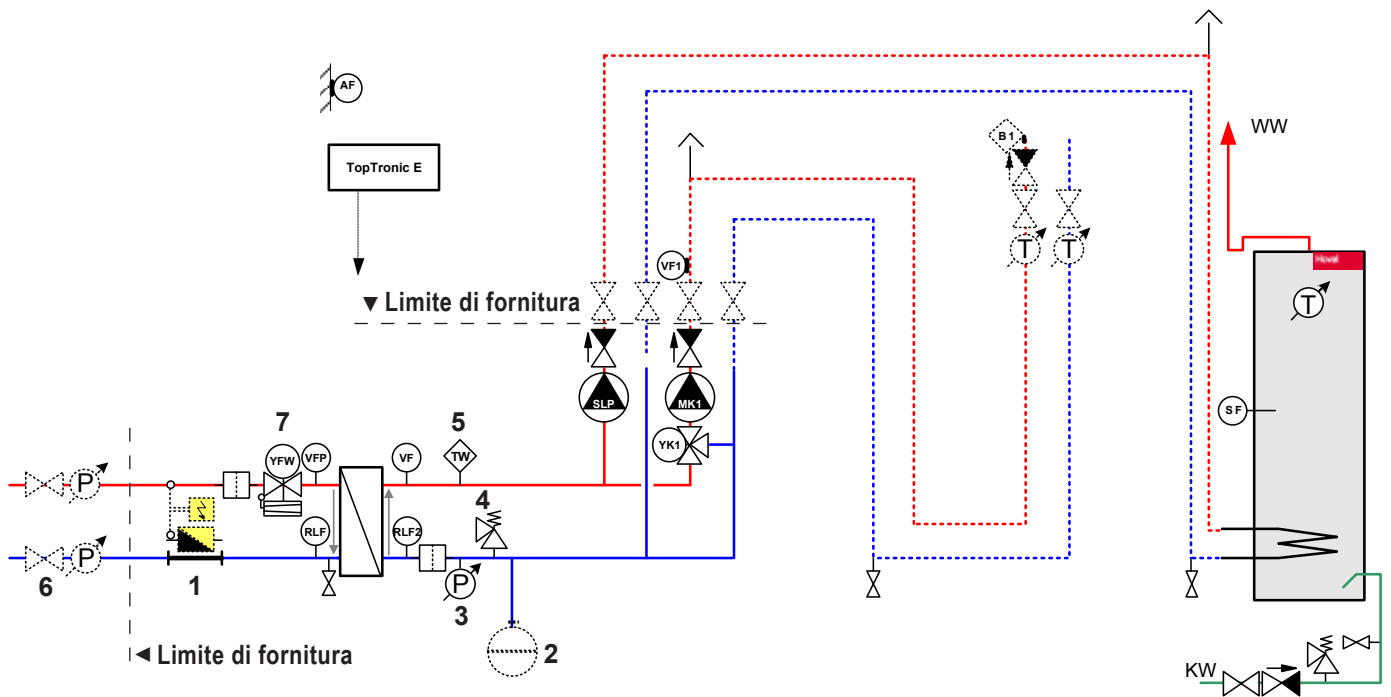 WW
AF
B1
TopTronic E
T
T
Hoval
VF1
▼ Limite di fornitura
T
SLP
MK1
SF
7
5
YFW
VFP
VF
TW
YK1
P
4
RLF
RLF2
P
P
6
1
3
2
◄ Limite di fornitura
KW